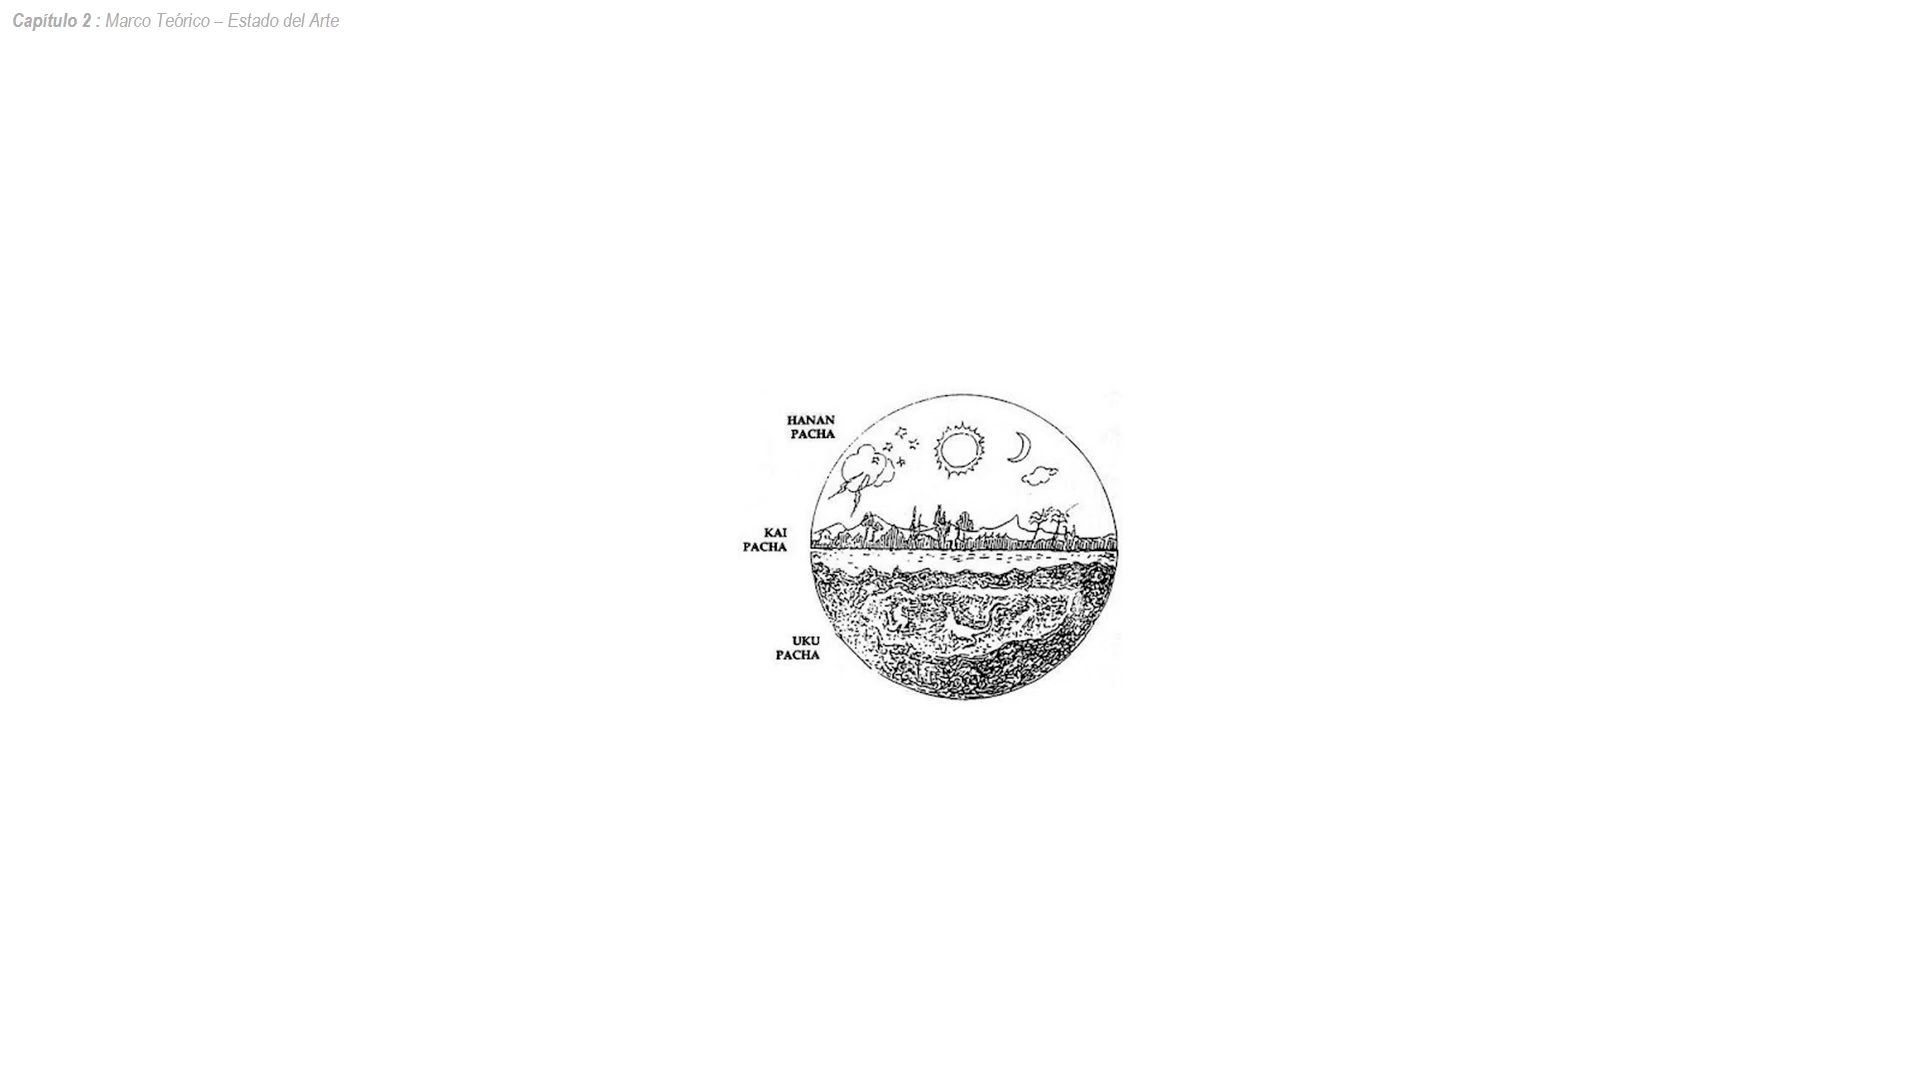 Capítulo 2 : Marco Teórico – Estado del Arte
HANAN
PACHA
KAI
PACHA
UKU
PACHA